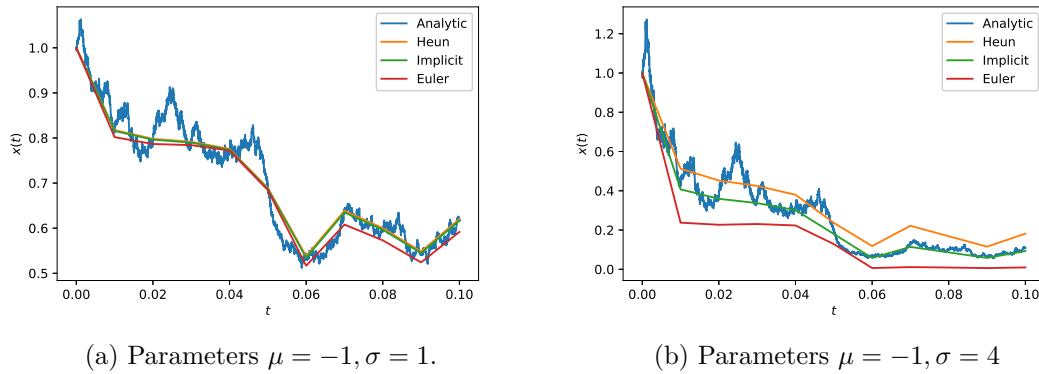 Analytic
Heun
Implicit
Euler
x(t)
1.0
0.9
0.8
0.7
0.6
0.5
0.00 0.02 0.04 0.06 0.08 0.10
t
(a) Parameters μ = −1, σ = 1.
Analytic
Heun
Implicit
Euler
x(t)
1.2
1.0
0.8
0.6
0.4
0.2
0.0
0.00 0.02 0.04 0.06 0.08 0.10
t
(b) Parameters μ = −1, σ = 4